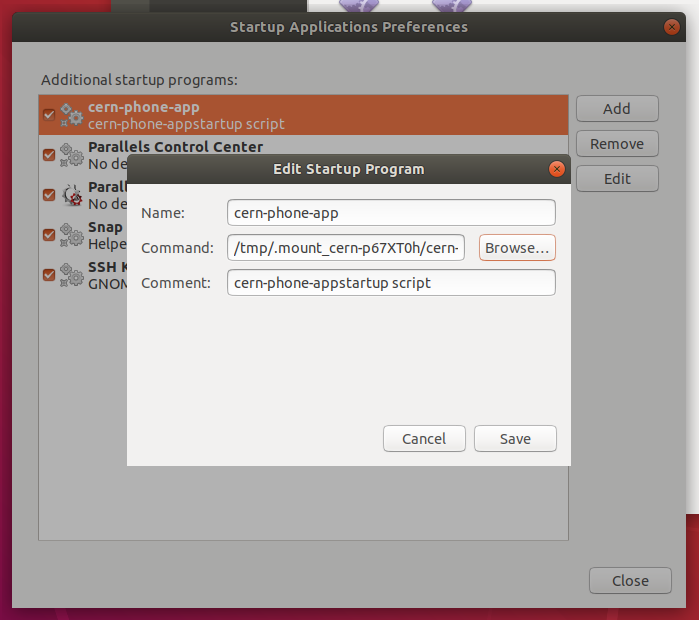 Startup Applications Preferences
Additional startup programs:
cern-phone-app
cern-phone-appstartup script
Parallels Control Center
No de
Paral
No de
Snap
Helpe
SSH K
GNOM
Add
Remove
Edit
Edit Startup Program
Name: cern-phone-app
Command: /tmp/.mount_cern-p67XT0h/cern- Browse...
Comment: cern-phone-appstartup script
Cancel Save
Close